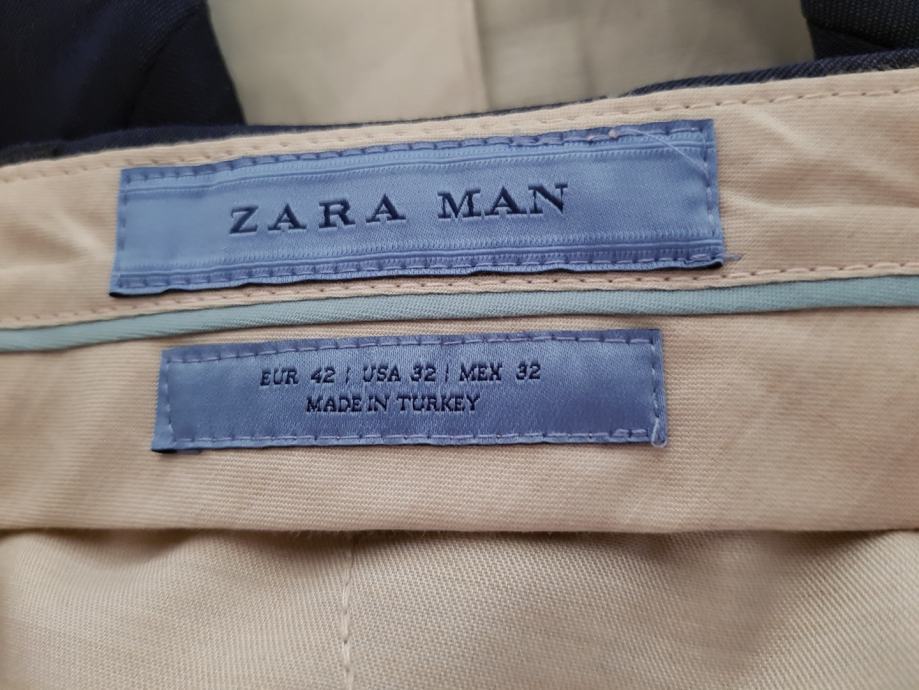 ZARA MAN
EUR 42 | USA 32 | MEX 32
MADE IN TURKEY